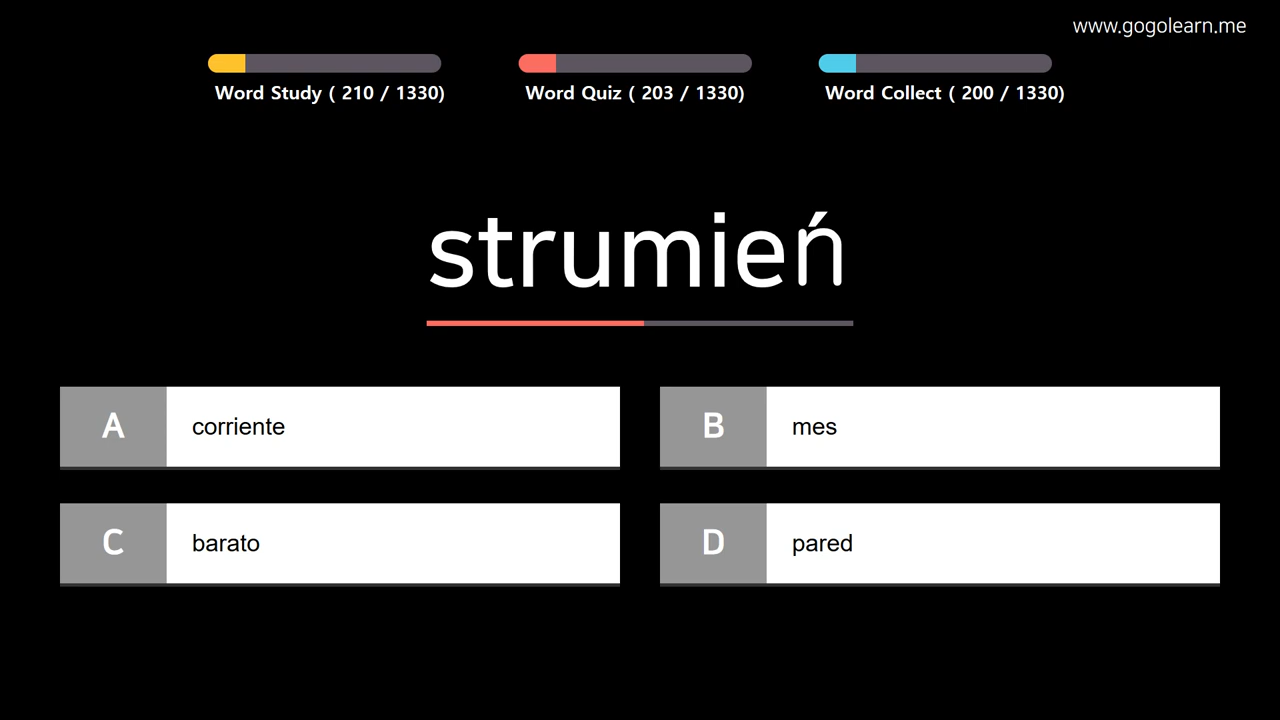 www.gogolearn.me
Word Study ( 210 / 1330)
Word Quiz ( 203 / 1330)
Word Collect ( 200 / 1330)
strumień
A
corriente
B
mes
C
barato
D
pared